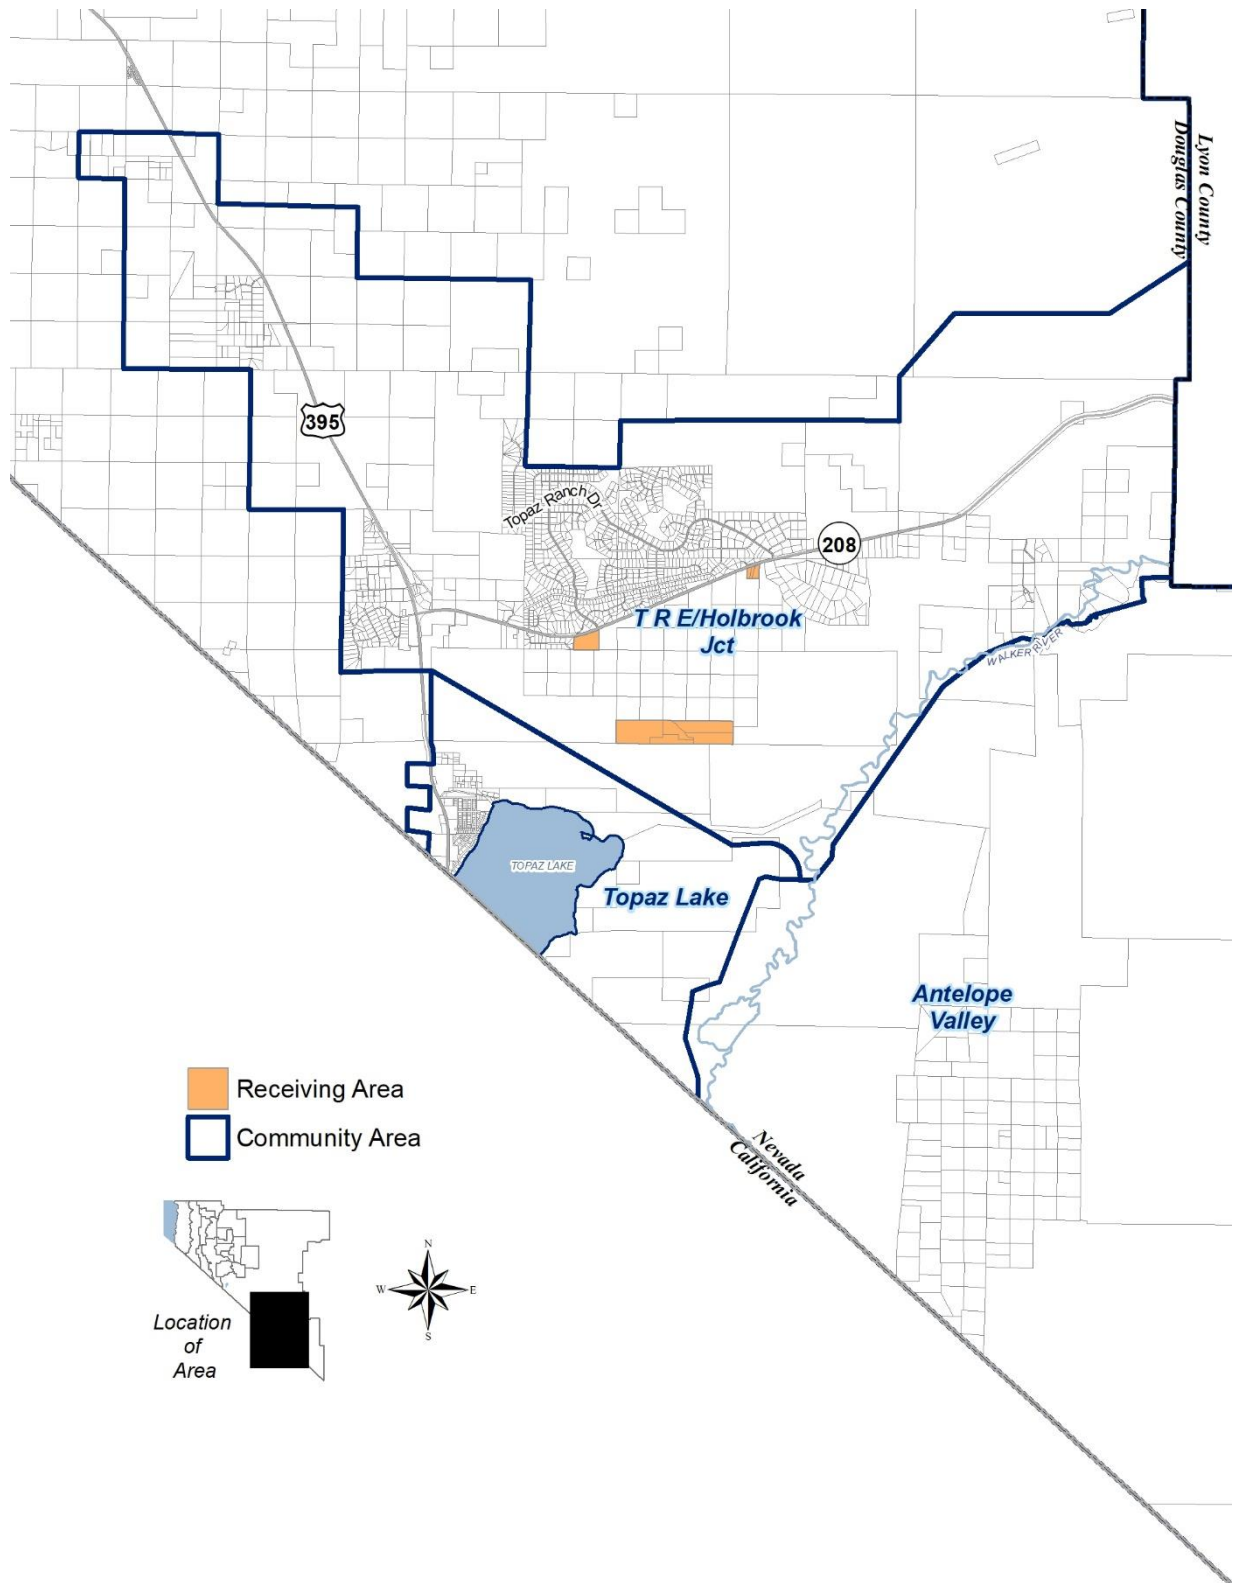 Lyon County
Douglas County
395
Topaz Ranch Dr
208
T R E/Holbrook
Jct
WALKER RIVER
TOPAZ LAKE
Topaz Lake
Antelope
Valley
Receiving Area
Community Area
Nevada
California
N
W
E
S
Location
of
Area